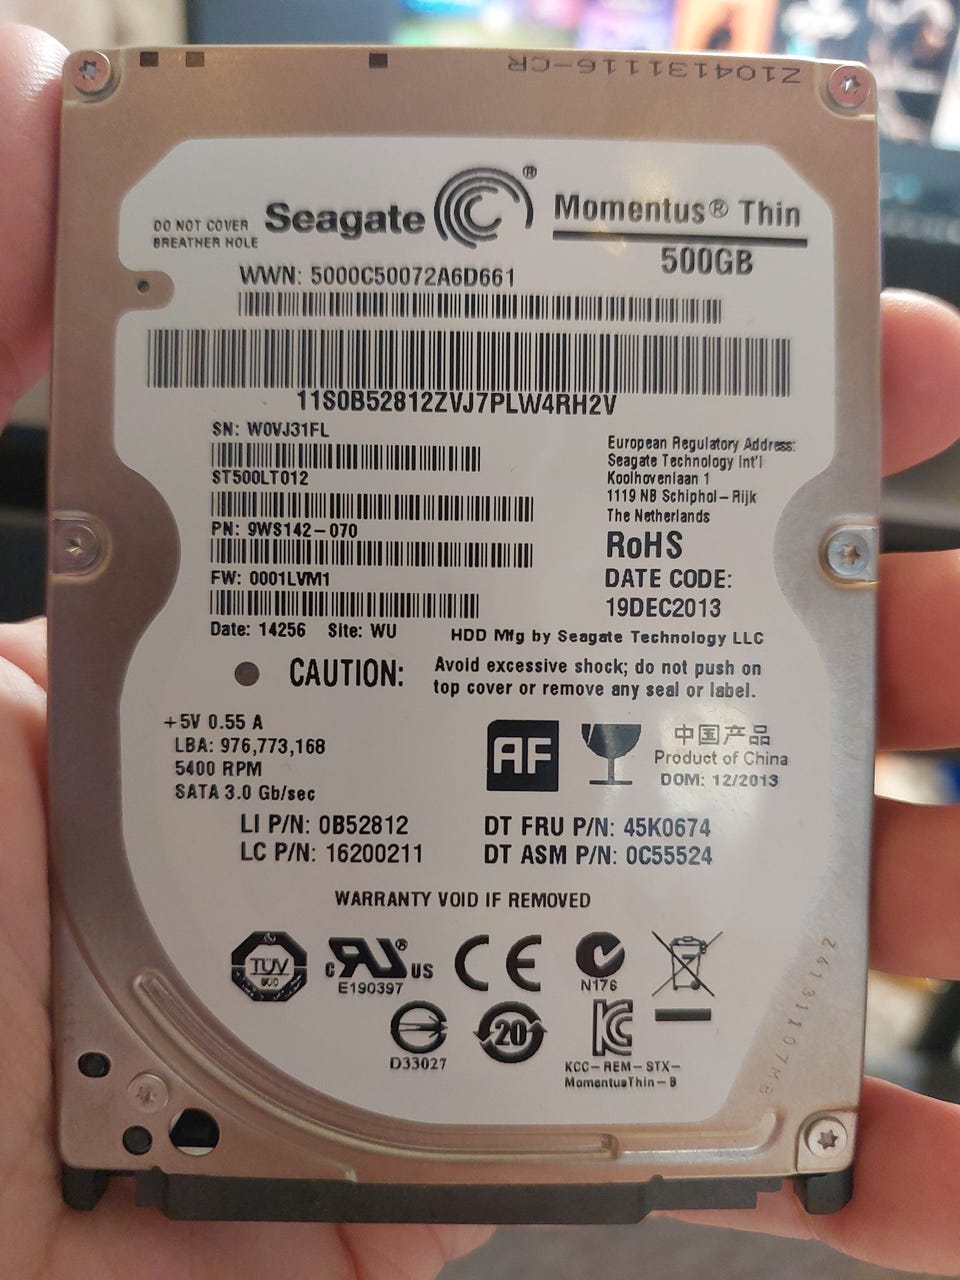 Z104131116-CR
Seagate® Momentus® Thin
500GB
DO NOT COVER
BREATHER HOLE
WWN: 5000C50072A6D661
11S0B52812ZVJ7PLW4RH2V
SN: W0VJ31FL
ST500LT012
PN: 9WS142-070
FW: 0001LVM1
Date: 14256 Site: WU
European Regulatory Address:
Seagate Technology Int'l
Koolhovenlaan 1
1119 NB Schiphol-Rijk
The Netherlands
RoHS
DATE CODE:
19DEC2013
HDD Mfg by Seagate Technology LLC
CAUTION:
Avoid excessive shock; do not push on
top cover or remove any seal or label.
+5V 0.55 A
LBA: 976,773,168
5400 RPM
SATA 3.0 Gb/sec
AF
中国产品
Product of China
DOM: 12/2013
LI P/N: 0B52812
LC P/N: 16200211
DT FRU P/N: 45K0674
DT ASM P/N: 0C55524
WARRANTY VOID IF REMOVED
TÜV
c RU ® US
E190397
CE
N176
D33027
20
KCC-REM-STX-
MomentusThin-B
Z4131107MB